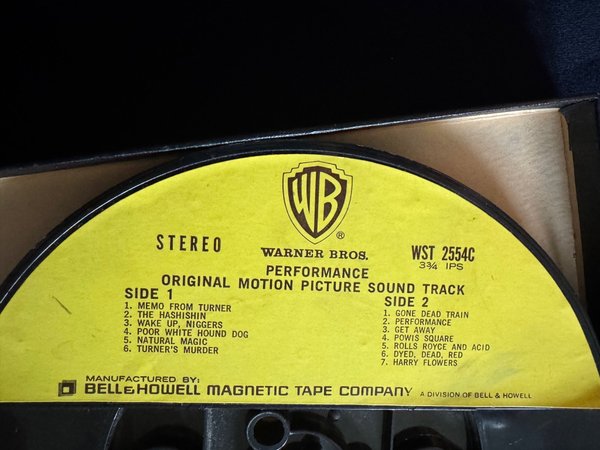 WB
®
STEREO
WARNER BROS.
WST 2554C
3¾ IPS
PERFORMANCE
ORIGINAL MOTION PICTURE SOUND TRACK
SIDE 1
1. MEMO FROM TURNER
2. THE HASHISHIN
3. WAKE UP, NIGGERS
4. POOR WHITE HOUND DOG
5. NATURAL MAGIC
6. TURNER'S MURDER
SIDE 2
1. GONE DEAD TRAIN
2. PERFORMANCE
3. GET AWAY
4. POWIS SQUARE
5. ROLLS ROYCE AND ACID
6. DYED, DEAD, RED
7. HARRY FLOWERS
MANUFACTURED BY:
BELL & HOWELL MAGNETIC TAPE COMPANY
A DIVISION OF BELL & HOWELL